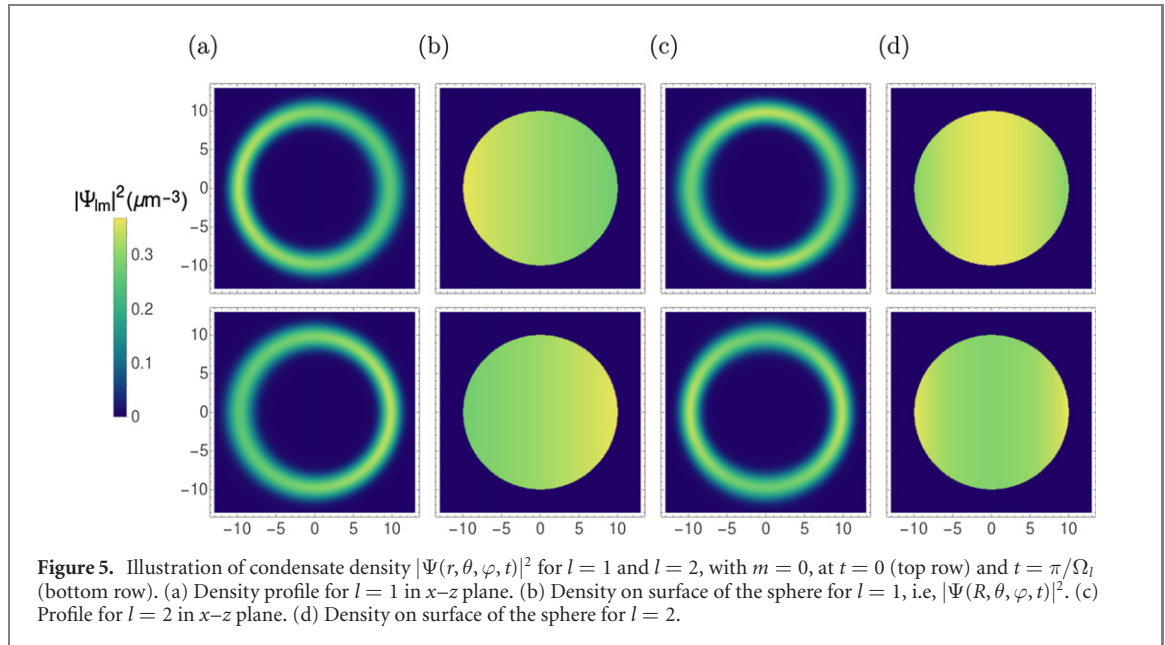 (a) (b) (c) (d)
10
5
0
−5
−10
|Ψlm|²(μm−3)
0.3
0.2
0.1
0
10
5
0
−5
−10
−10 −5 0 5 10 −10 −5 0 5 10 −10 −5 0 5 10 −10 −5 0 5 10
Figure 5. Illustration of condensate density |Ψ(r, θ, φ, t)|² for l = 1 and l = 2, with m = 0, at t = 0 (top row) and t = π/Ωl
(bottom row). (a) Density profile for l = 1 in x–z plane. (b) Density on surface of the sphere for l = 1, i.e, |Ψ(R, θ, φ, t)|². (c)
Profile for l = 2 in x–z plane. (d) Density on surface of the sphere for l = 2.